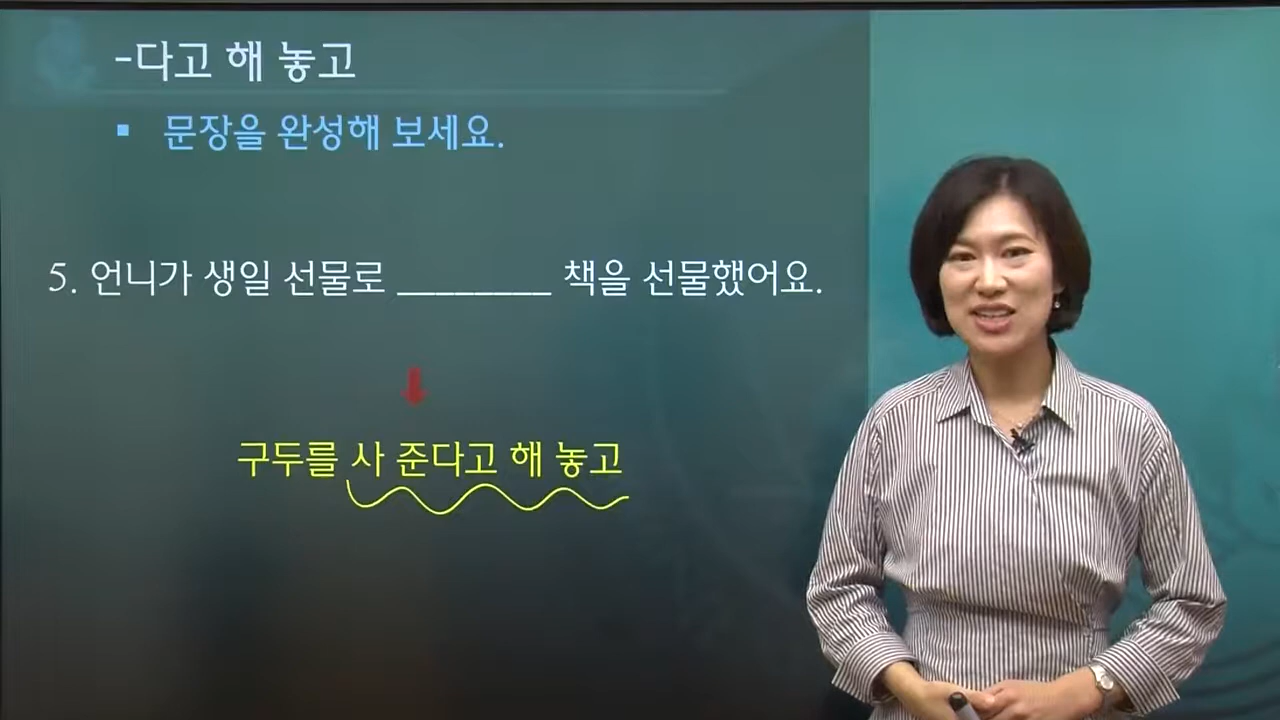 -다고 해 놓고
▪ 문장을 완성해 보세요.
5. 언니가 생일 선물로 ________ 책을 선물했어요.
구두를 사 준다고 해 놓고